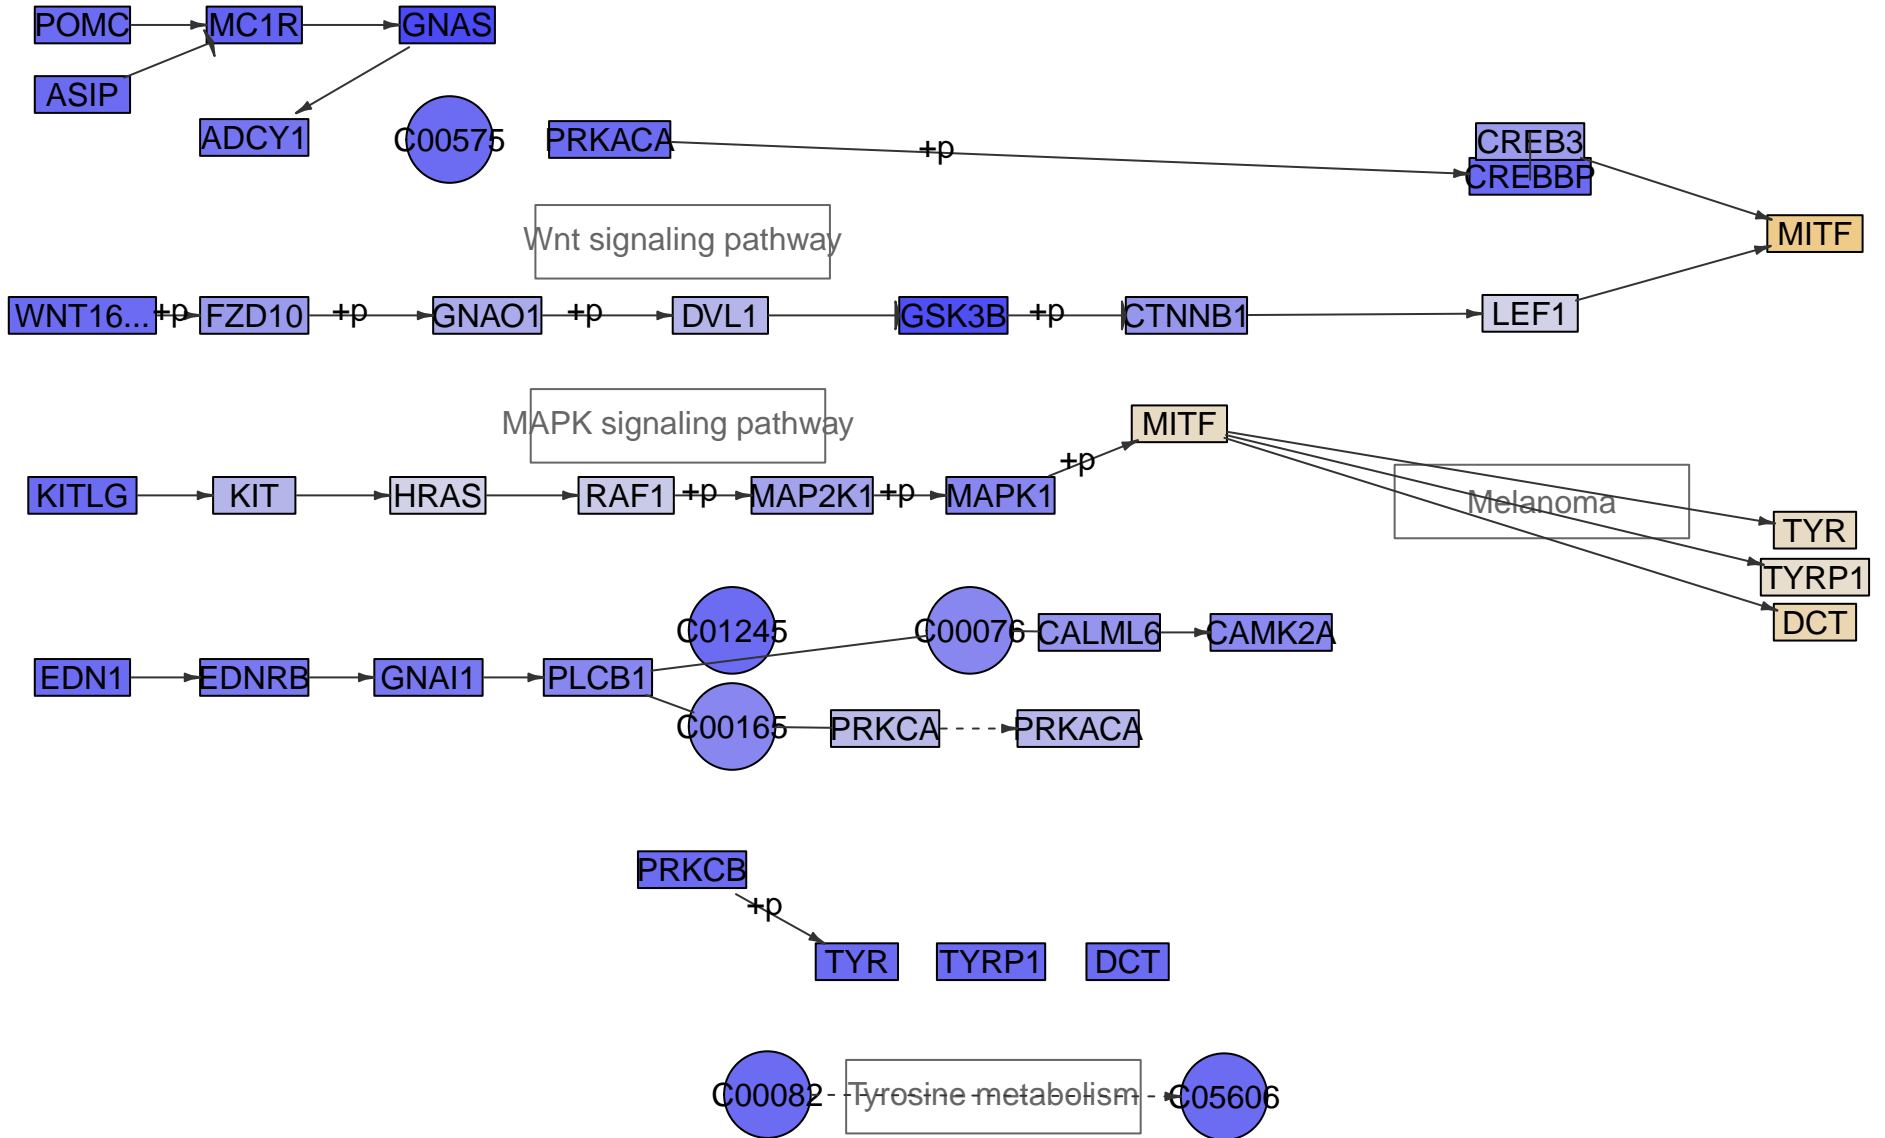 POMC
MC1R
GNAS
ASIP
ADCY1
C00575
PRKACA
+p
CREB3
CREBBP
Wnt signaling pathway
MITF
WNT16...
+p
FZD10
+p
GNAO1
+p
DVL1
GSK3B
+p
CTNNB1
LEF1
MAPK signaling pathway
MITF
+p
KITLG
KIT
HRAS
RAF1
+p
MAP2K1
+p
MAPK1
Melanoma
TYR
TYRP1
DCT
C01245
C00076
CALML6
CAMK2A
EDN1
EDNRB
GNAI1
PLCB1
C00165
PRKCA
PRKACA
PRKCB
+p
TYR
TYRP1
DCT
C00082
Tyrosine metabolism
C05606